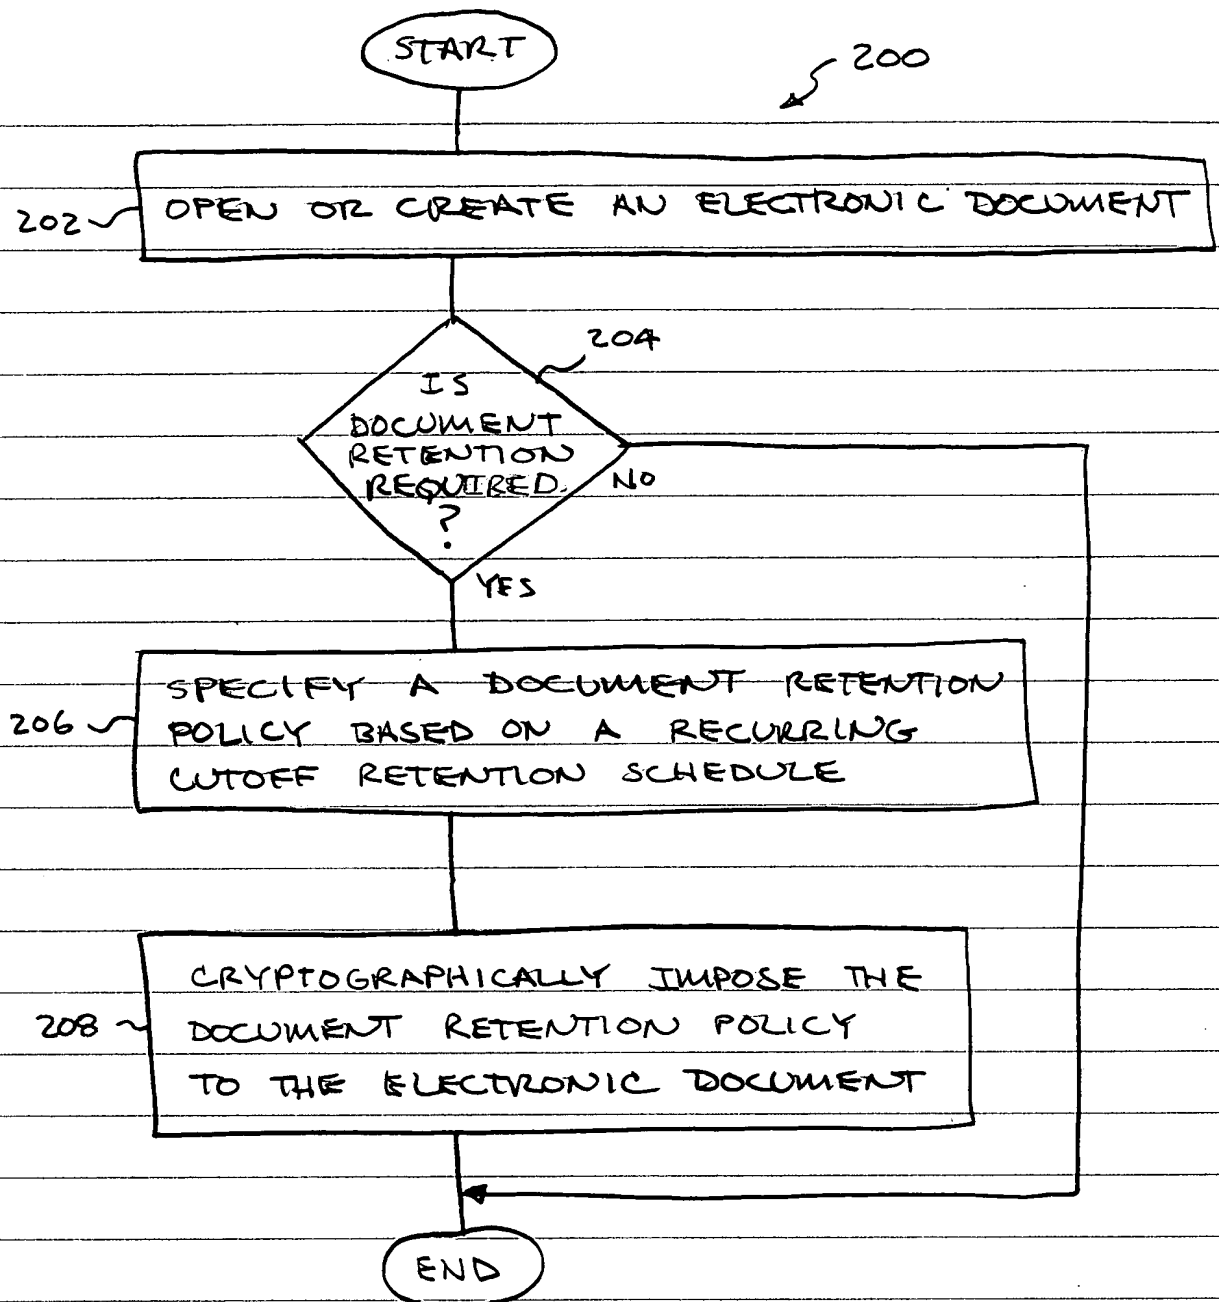 START
200
202
OPEN OR CREATE AN ELECTRONIC DOCUMENT
204
IS
DOCUMENT
RETENTION
REQUIRED.
?
NO
YES
206
SPECIFY A DOCUMENT RETENTION
POLICY BASED ON A RECURRING
CUTOFF RETENTION SCHEDULE
208
CRYPTOGRAPHICALLY IMPOSE THE
DOCUMENT RETENTION POLICY
TO THE ELECTRONIC DOCUMENT
END